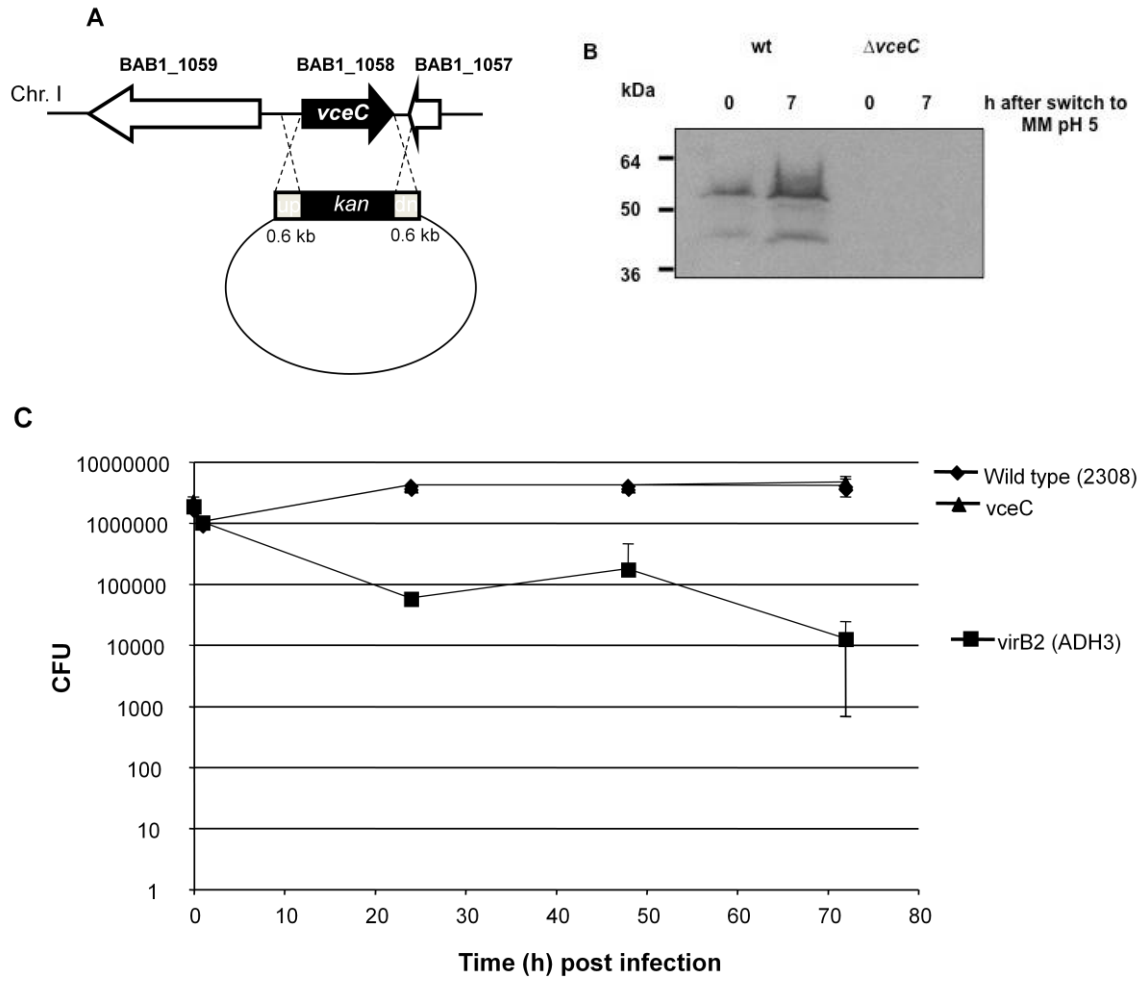 A
BAB1_1059 BAB1_1058 BAB1_1057
Chr. I
vceC
up kan dn
0.6 kb 0.6 kb
B
wt ΔvceC
kDa
0 7 0 7 h after switch to
MM pH 5
64
50
36
C
10000000
1000000
100000
10000
1000
100
10
1
CFU
0 10 20 30 40 50 60 70 80
Time (h) post infection
Wild type (2308)
vceC
virB2 (ADH3)